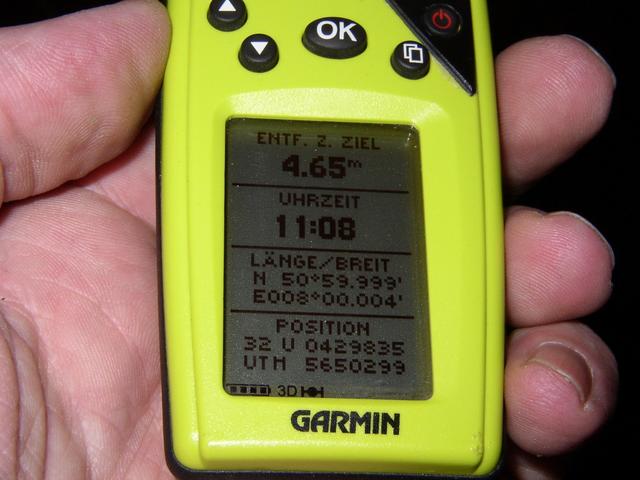 OK
ENTF. Z. ZIEL
4.65m
UHRZEIT
11:08
LÄNGE/BREIT
N 50°59.999'
E008°00.004'
POSITION
32 U 0429835
UTM 5650299
3D
GARMIN